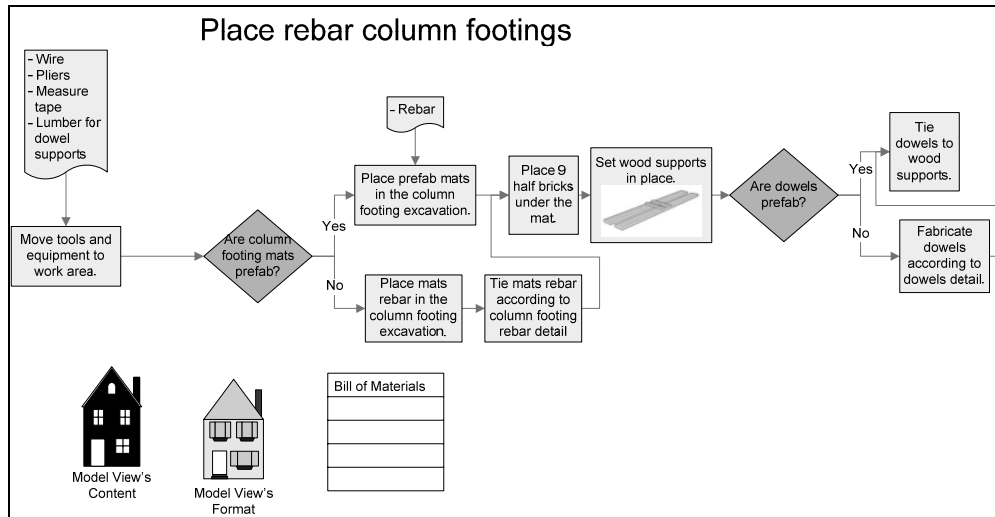 Place rebar column footings
- Wire
- Pliers
- Measure
tape
- Lumber for
dowel
supports
Move tools and
equipment to
work area.
Are column
footing mats
prefab?
Yes
No
- Rebar
Place prefab mats
in the column
footing excavation.
Place mats
rebar in the
column footing
excavation.
Tie mats rebar
according to
column footing
rebar detail
Place 9
half bricks
under the
mat.
Set wood supports
in place.
Are dowels
prefab?
Yes
No
Tie
dowels to
wood
supports.
Fabricate
dowels
according to
dowels detail.
Model View's
Content
Model View's
Format
Bill of Materials